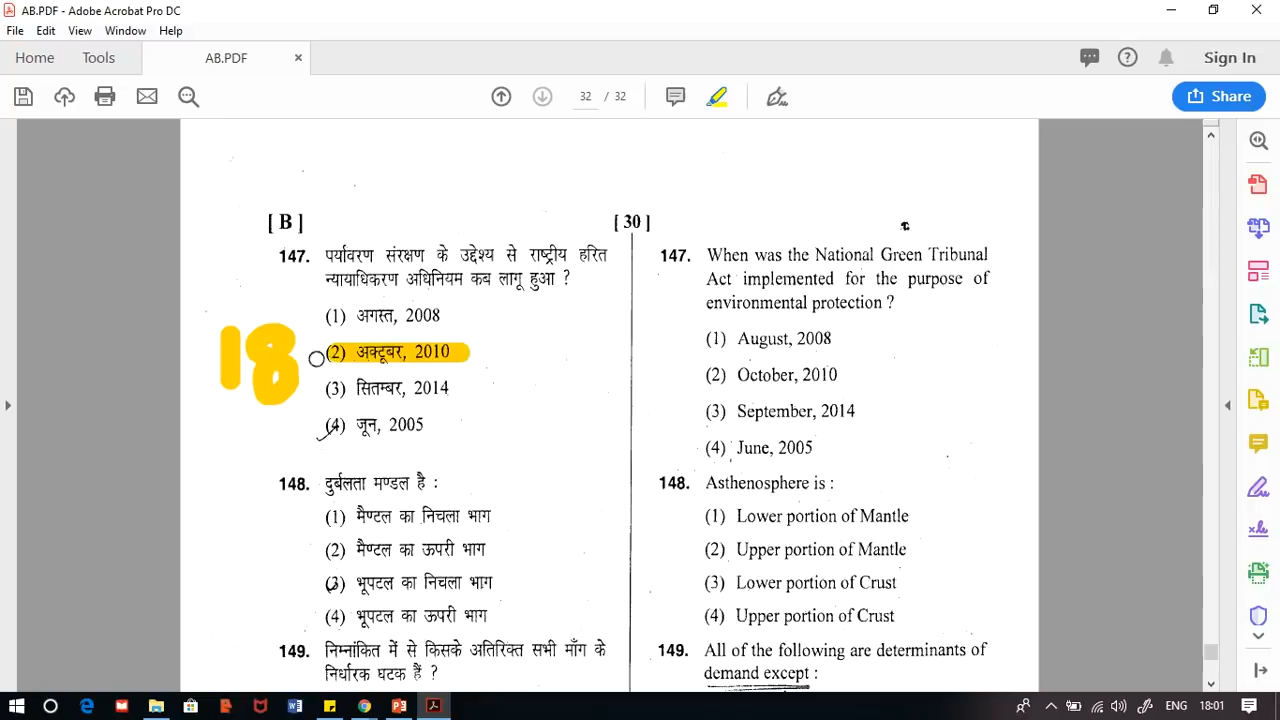 AB.PDF - Adobe Acrobat Pro DC
File Edit View Window Help
Home Tools AB.PDF × Sign In
32 / 32 Share
[ B ] [ 30 ]
147. पर्यावरण संरक्षण के उद्देश्य से राष्ट्रीय हरित
न्यायाधिकरण अधिनियम कब लागू हुआ ?
(1) अगस्त, 2008
(2) अक्टूबर, 2010
(3) सितम्बर, 2014
(4) जून, 2005
18
148. दुर्बलता मण्डल है :
(1) मैण्टल का निचला भाग
(2) मैण्टल का ऊपरी भाग
(3) भूपटल का निचला भाग
(4) भूपटल का ऊपरी भाग
149. निम्नांकित में से किसके अतिरिक्त सभी माँग के
निर्धारक घटक हैं ?
147. When was the National Green Tribunal
Act implemented for the purpose of
environmental protection ?
(1) August, 2008
(2) October, 2010
(3) September, 2014
(4) June, 2005
148. Asthenosphere is :
(1) Lower portion of Mantle
(2) Upper portion of Mantle
(3) Lower portion of Crust
(4) Upper portion of Crust
149. All of the following are determinants of
demand except :
ENG 18:01